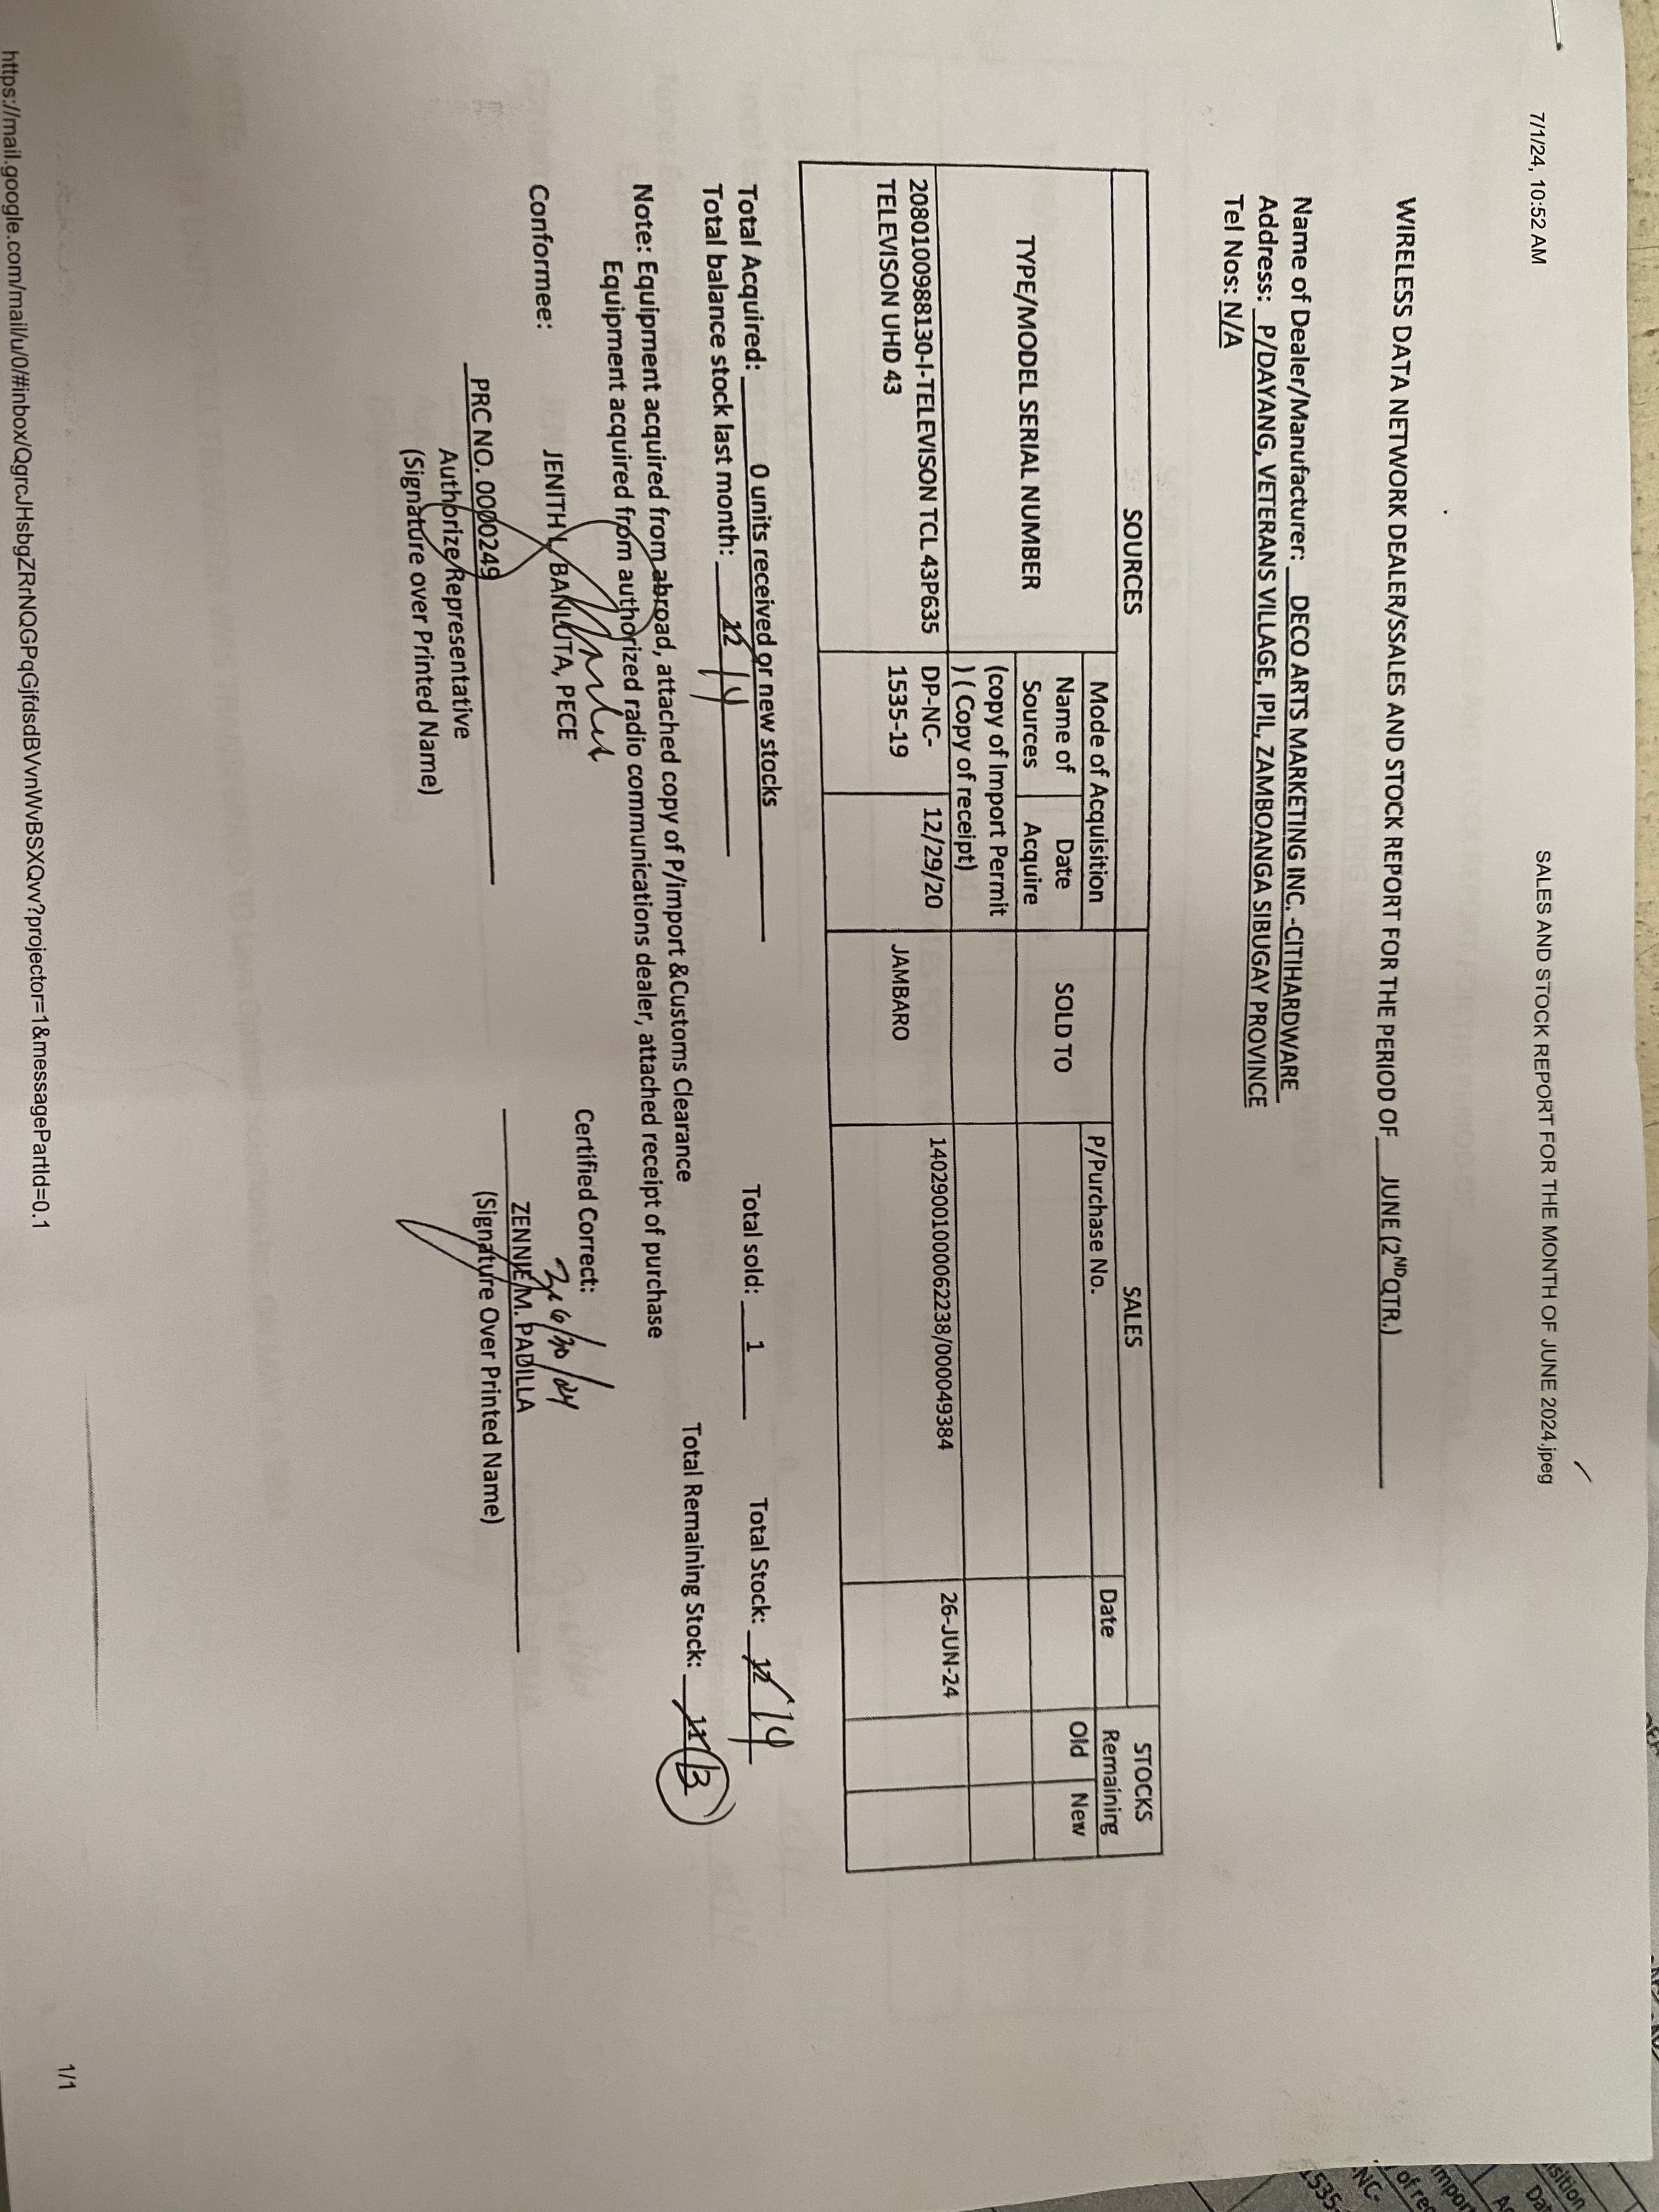 7/1/24, 10:52 AM
SALES AND STOCK REPORT FOR THE MONTH OF JUNE 2024.jpeg
WIRELESS DATA NETWORK DEALER/SSALES AND STOCK REPORT FOR THE PERIOD OF JUNE (2ND QTR.)
Name of Dealer/Manufacturer: DECO ARTS MARKETING INC. -CITIHARDWARE
Address: P/DAYANG, VETERANS VILLAGE, IPIL, ZAMBOANGA SIBUGAY PROVINCE
Tel Nos: N/A
SOURCES SALES STOCKS
TYPE/MODEL SERIAL NUMBER
Mode of Acquisition
Name of Sources
Date Acquire
(copy of Import Permit
) ( Copy of receipt)
SOLD TO
P/Purchase No.
Date
Remaining
Old New
2080100988130-I-TELEVISON TCL 43P635
TELEVISON UHD 43
DP-NC-
1535-19
12/29/20
JAMBARO
14029001000062238/000049384
26-JUN-24
Total Acquired: 0 units received or new stocks
Total sold: 1
Total Stock: 12 14
Total balance stock last month: 12 14
Total Remaining Stock: 11 13
Note: Equipment acquired from abroad, attached copy of P/import &Customs Clearance
Equipment acquired from authorized radio communications dealer, attached receipt of purchase
Conformee:
Certified Correct:
JENITH L BANLUTA, PECE
6/30/24
ZENNIE M. PADILLA
PRC NO. 0000249
(Signature Over Printed Name)
Authorize Representative
(Signature over Printed Name)
https://mail.google.com/mail/u/0/#inbox/QgrcJHsbgZRrNQGPqGjfdsdBVvnWvBSXQvv?projector=1&messagePartId=0.1
1/1